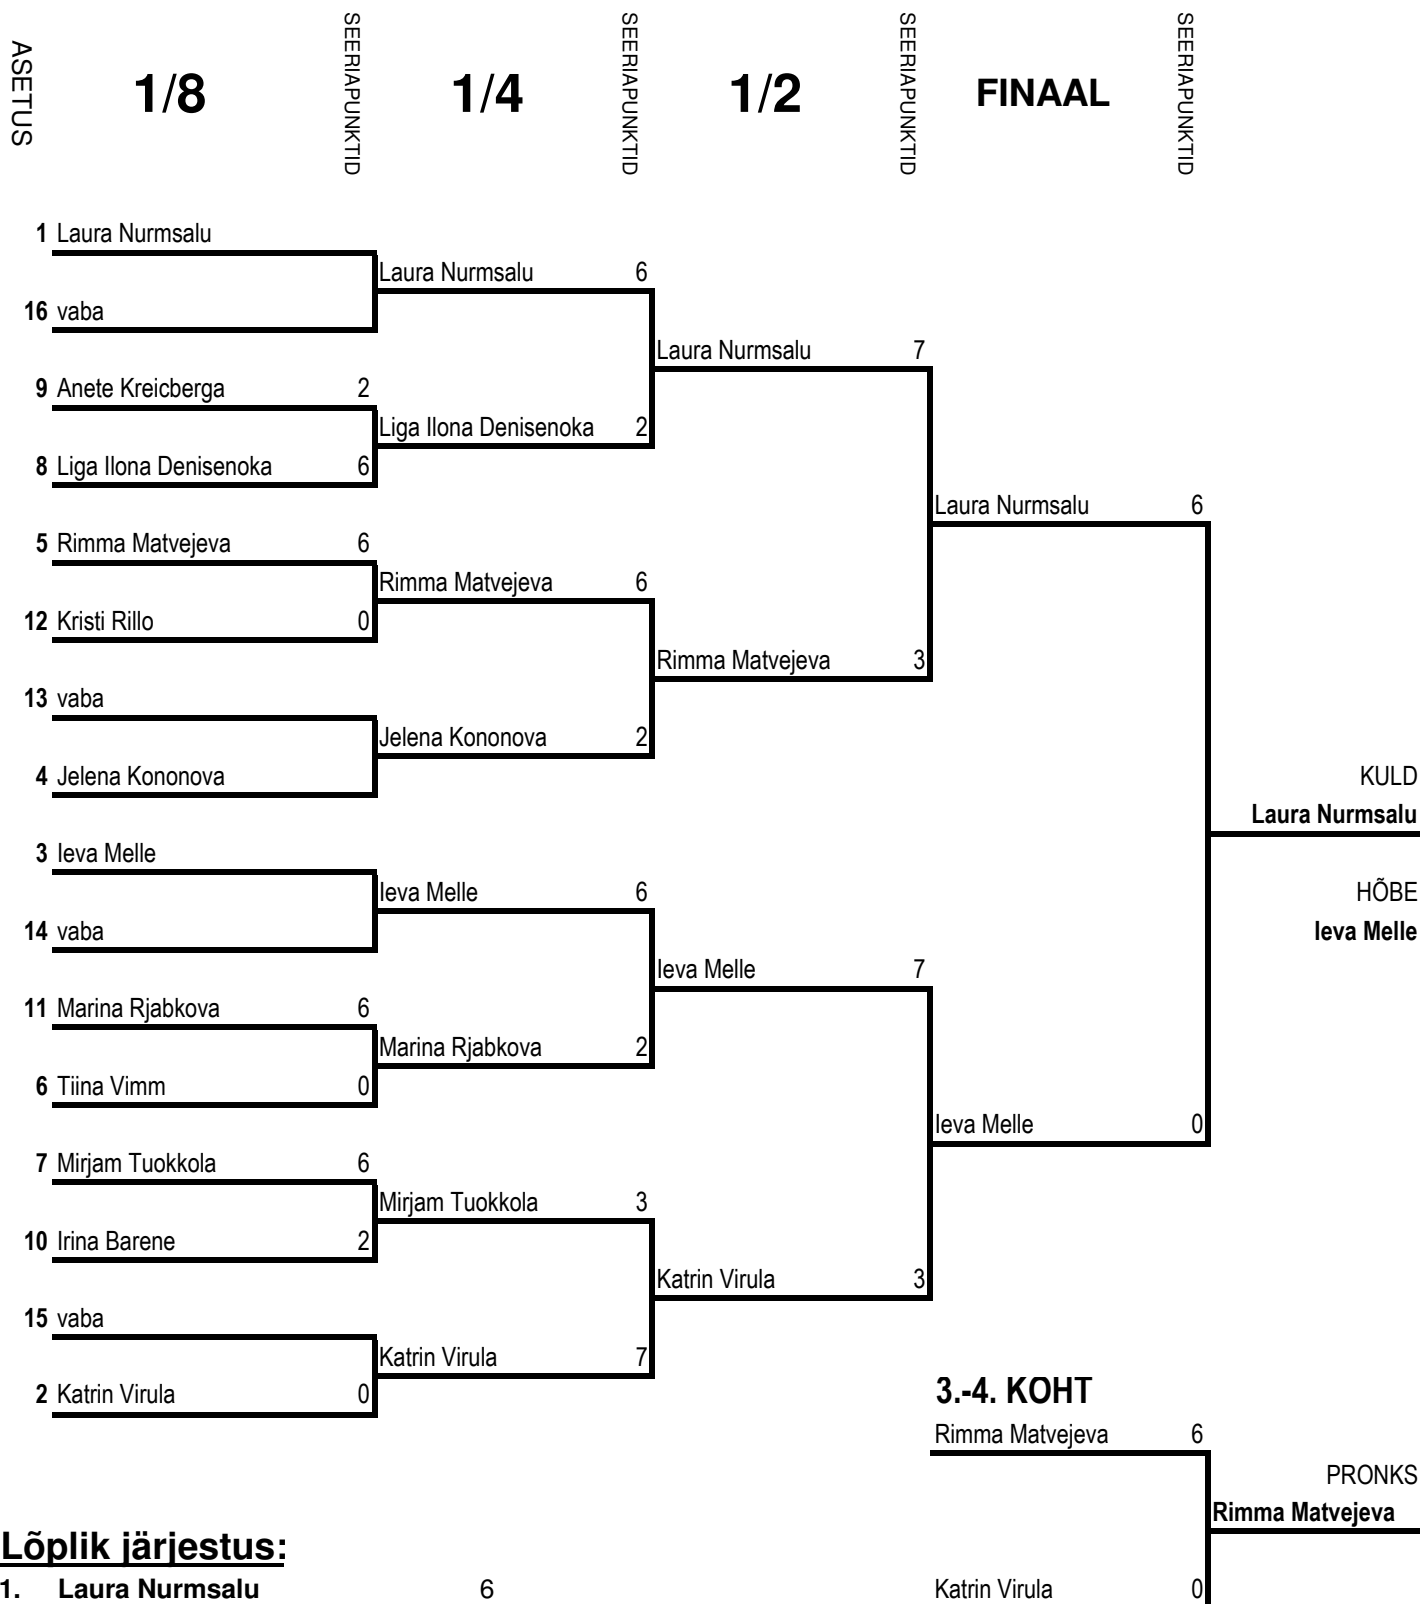 ASETUS 1/8 SEERIAPUNKTID 1/4 SEERIAPUNKTID 1/2 SEERIAPUNKTID FINAAL SEERIAPUNKTID
1 Laura Nurmsalu
Laura Nurmsalu 6
16 vaba
Laura Nurmsalu 7
9 Anete Kreicberga 2
Liga Ilona Denisenoka 2
8 Liga Ilona Denisenoka 6
Laura Nurmsalu 6
5 Rimma Matvejeva 6
Rimma Matvejeva 6
12 Kristi Rillo 0
Rimma Matvejeva 3
13 vaba
Jelena Kononova 2
4 Jelena Kononova
KULD
Laura Nurmsalu
3 Ieva Melle
Ieva Melle 6
HÕBE
14 vaba
Ieva Melle
Ieva Melle 7
11 Marina Rjabkova 6
Marina Rjabkova 2
6 Tiina Vimm 0
Ieva Melle 0
7 Mirjam Tuokkola 6
Mirjam Tuokkola 3
10 Irina Barene 2
Katrin Virula 3
15 vaba
Katrin Virula 7
2 Katrin Virula 0
3.-4. KOHT
Rimma Matvejeva 6
PRONKS
Rimma Matvejeva
Lõplik järjestus:
1. Laura Nurmsalu 6
Katrin Virula 0